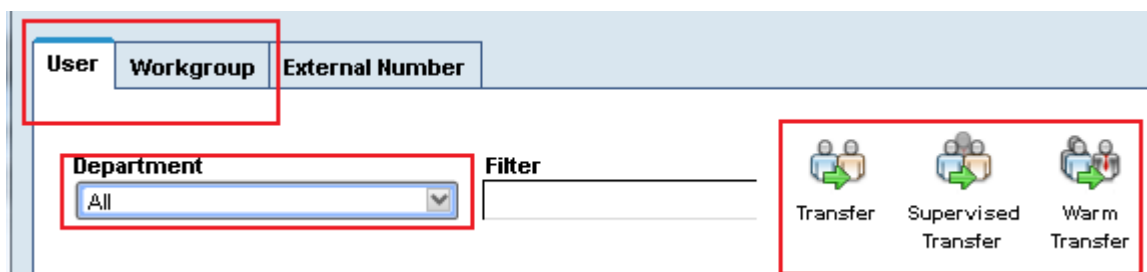 User Workgroup External Number
Department Filter
All
Transfer Supervised Transfer Warm Transfer